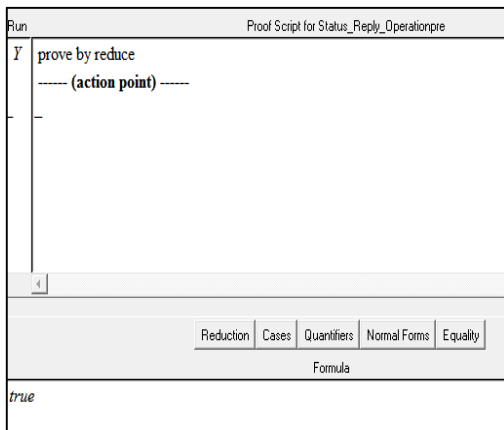 Run Proof Script for Status_Reply_Operationpre
Y prove by reduce
------ (action point) ------
Reduction Cases Quantifiers Normal Forms Equality
Formula
true